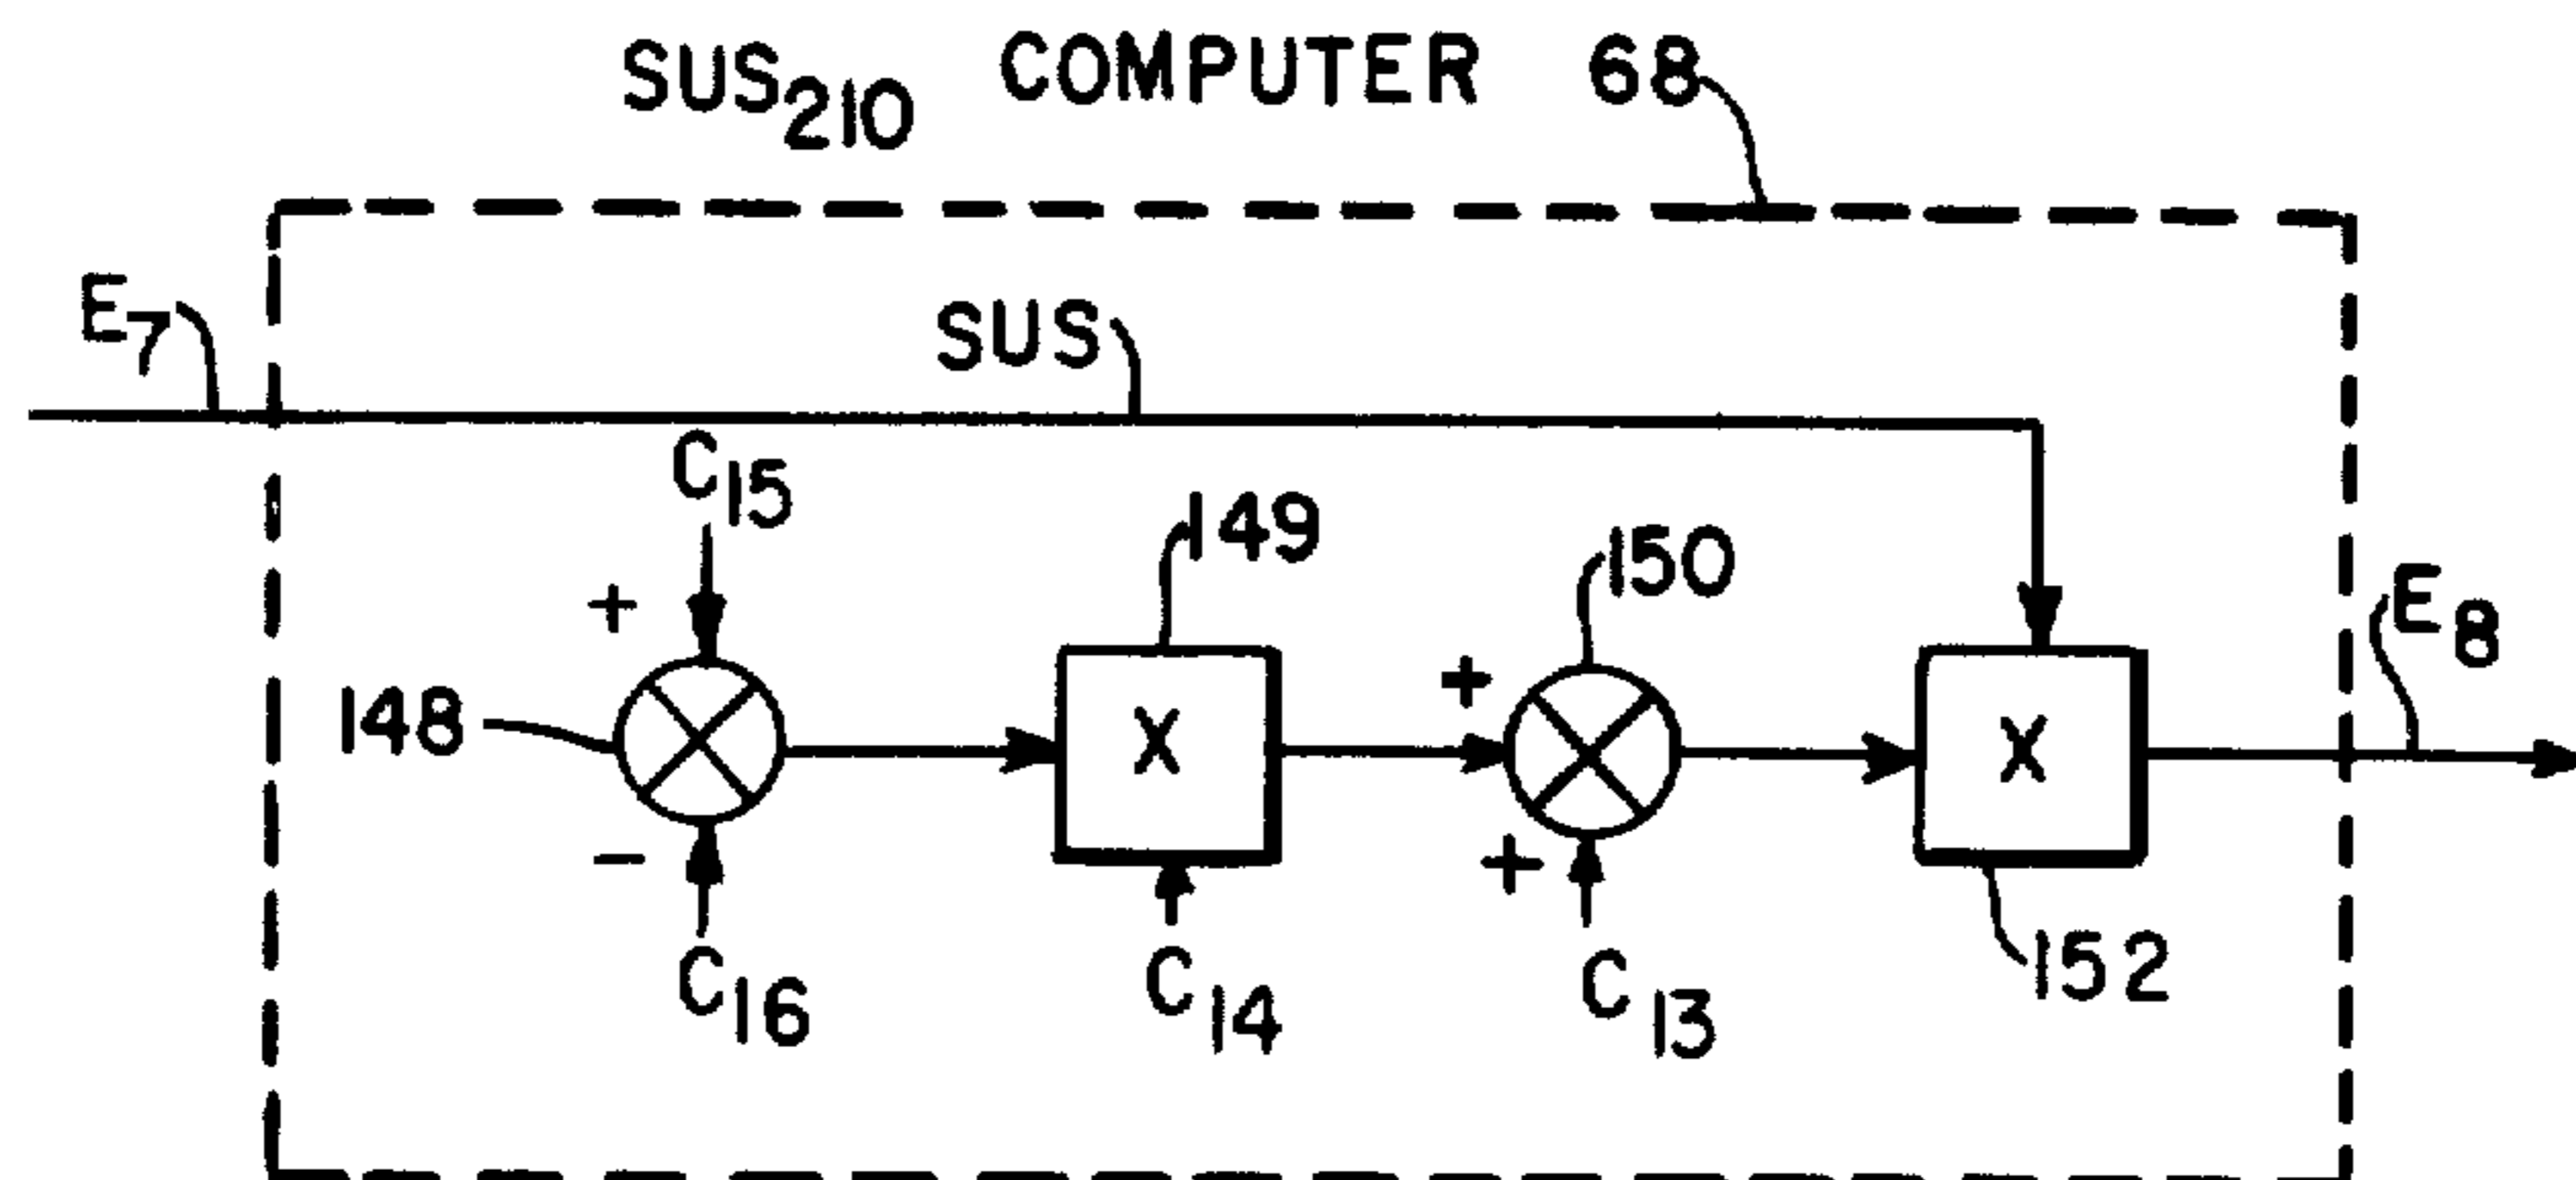 SUS210 COMPUTER 68
E7
SUS
C15
149
150
+
E8
148
X
+
X
−
+
C16
C14
C13
152